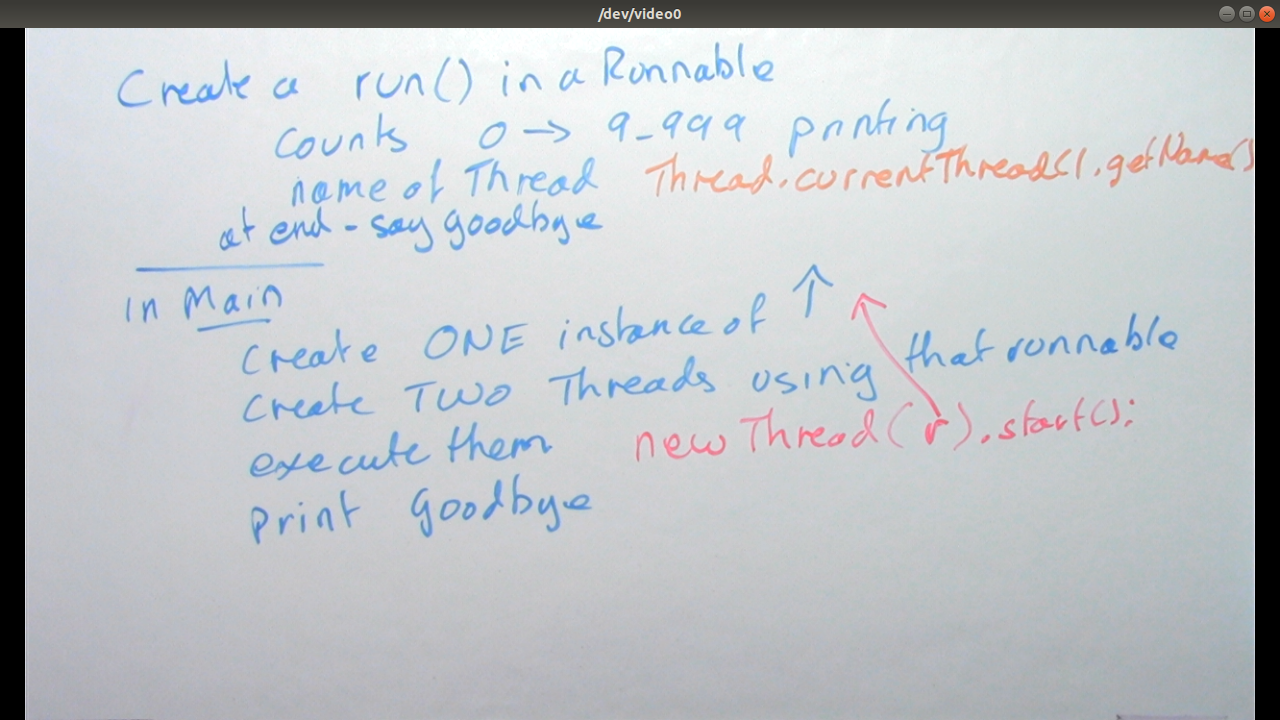 /dev/video0
Create a run() in a Runnable
Counts 0 → 9_999 printing
name of Thread Thread.currentThread().getName()
at end - say goodbye
in Main
Create ONE instance of ↑
Create TWO Threads using that runnable
execute them new Thread(r).start();
Print Goodbye